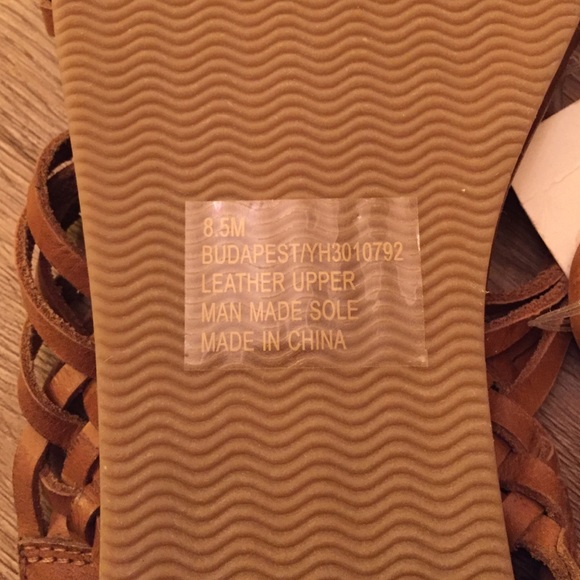 8.5M
BUDAPEST/YH3010792
LEATHER UPPER
MAN MADE SOLE
MADE IN CHINA